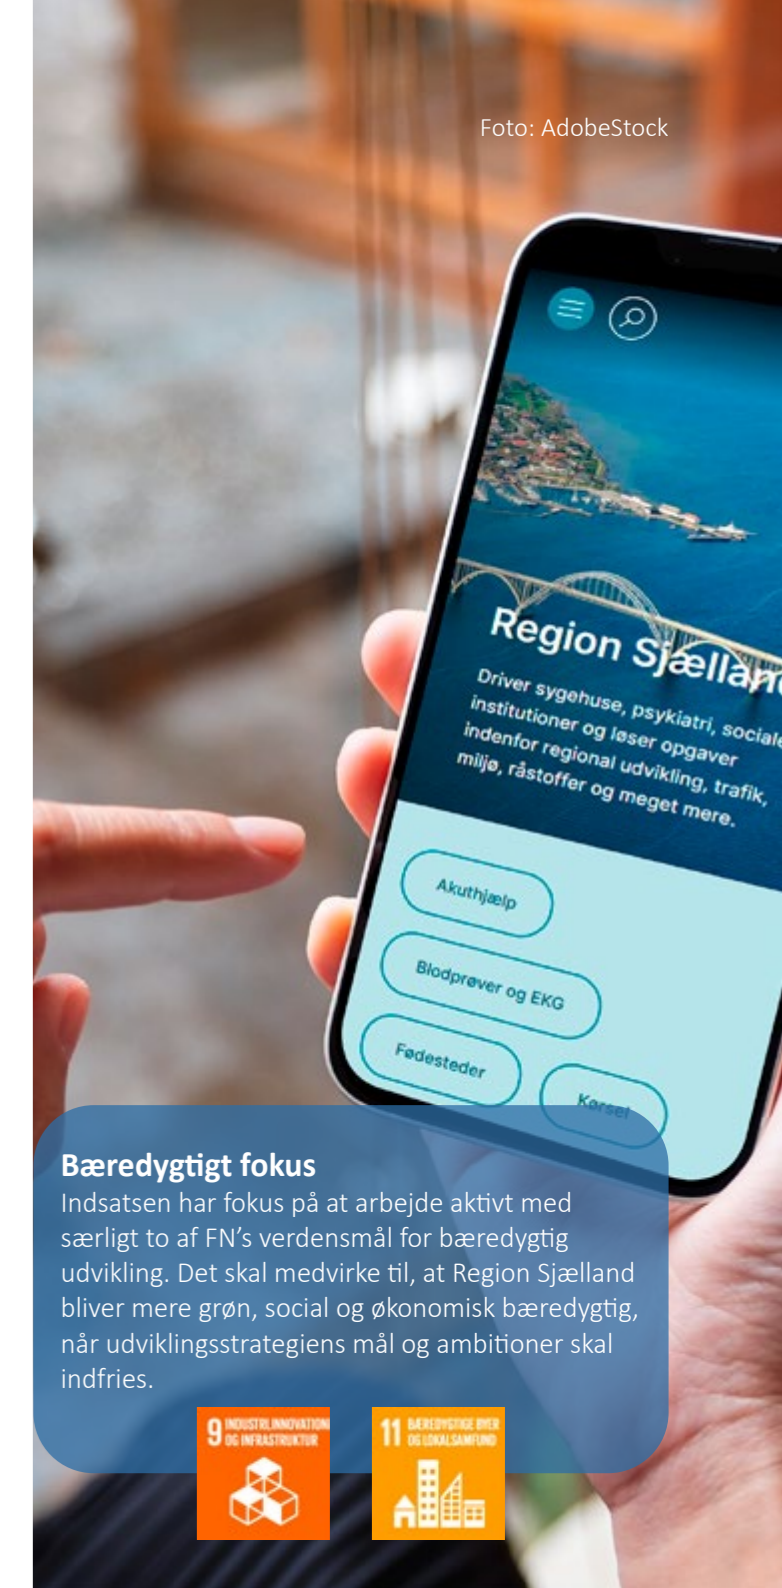 Foto: AdobeStock
Region Sjælland
Driver sygehuse, psykiatri, sociale
institutioner og løser opgaver
indenfor regional udvikling, trafik,
miljø, råstoffer og meget mere.
Akuthjælp
Blodprøver og EKG
Fødesteder
Kørsel
Bæredygtigt fokus
Indsatsen har fokus på at arbejde aktivt med
særligt to af FN’s verdensmål for bæredygtig
udvikling. Det skal medvirke til, at Region Sjælland
bliver mere grøn, social og økonomisk bæredygtig,
når udviklingsstrategiens mål og ambitioner skal
indfries.
9 INDUSTRI, INNOVATION
OG INFRASTRUKTUR
11 BÆREDYGTIGE BYER
OG LOKALSAMFUND